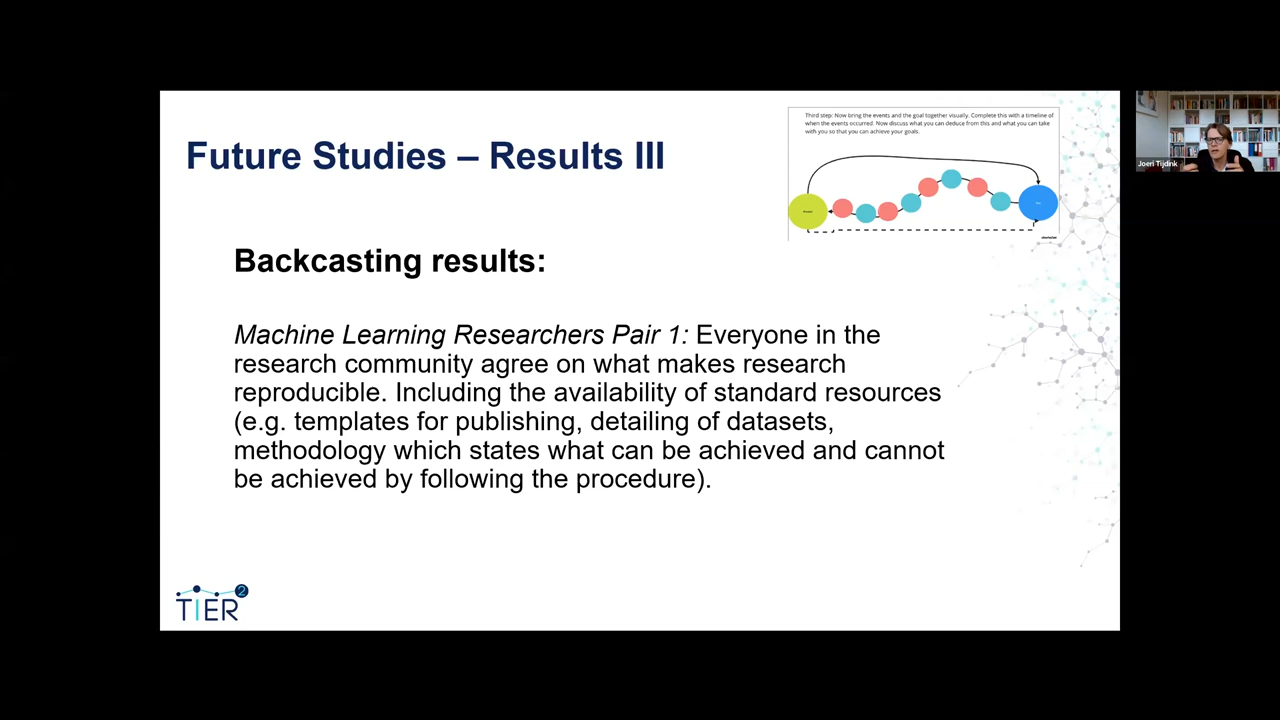 Third step: Now bring the events and the goal together visually. Complete this with a timeline of
when the events occurred. Now discuss what you can deduce from this and what you can take
with you so that you can achieve your goals.
Future Studies – Results III
Joeri Tijdink
Backcasting results:
Machine Learning Researchers Pair 1: Everyone in the
research community agree on what makes research
reproducible. Including the availability of standard resources
(e.g. templates for publishing, detailing of datasets,
methodology which states what can be achieved and cannot
be achieved by following the procedure).
TIER2